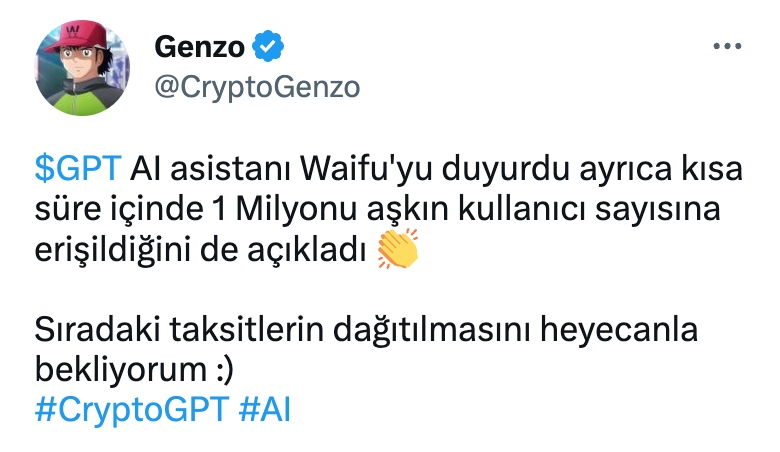 Genzo
@CryptoGenzo
$GPT AI asistanı Waifu'yu duyurdu ayrıca kısa
süre içinde 1 Milyonu aşkın kullanıcı sayısına
erişildiğini de açıkladı 👏
Sıradaki taksitlerin dağıtılmasını heyecanla
bekliyorum :)
#CryptoGPT #AI